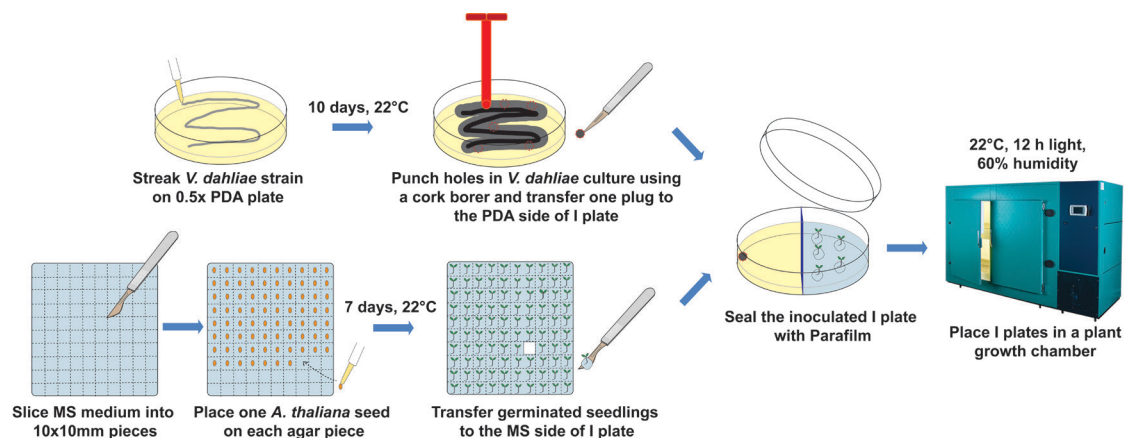 10 days, 22°C
Streak V. dahliae strain
on 0.5x PDA plate
Punch holes in V. dahliae culture using
a cork borer and transfer one plug to
the PDA side of I plate
7 days, 22°C
Slice MS medium into
10x10mm pieces
Place one A. thaliana seed
on each agar piece
Transfer germinated seedlings
to the MS side of I plate
Seal the inoculated I plate
with Parafilm
22°C, 12 h light,
60% humidity
Place I plates in a plant
growth chamber